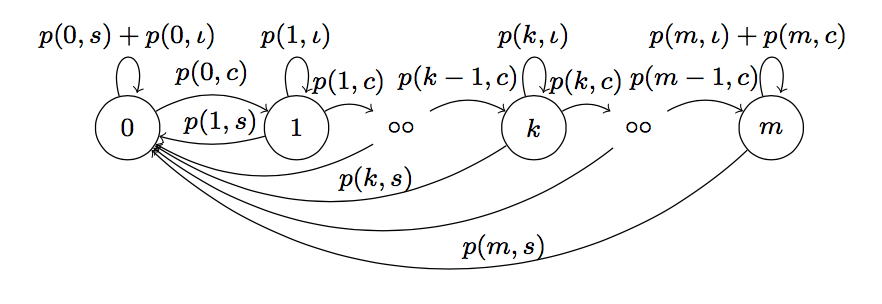 p(0, s) + p(0, ι) p(1, ι) p(k, ι) p(m, ι) + p(m, c)
p(0, c) p(1, c) p(k − 1, c) p(k, c) p(m − 1, c)
p(1, s)
0 1 ∘∘ k ∘∘ m
p(k, s)
p(m, s)